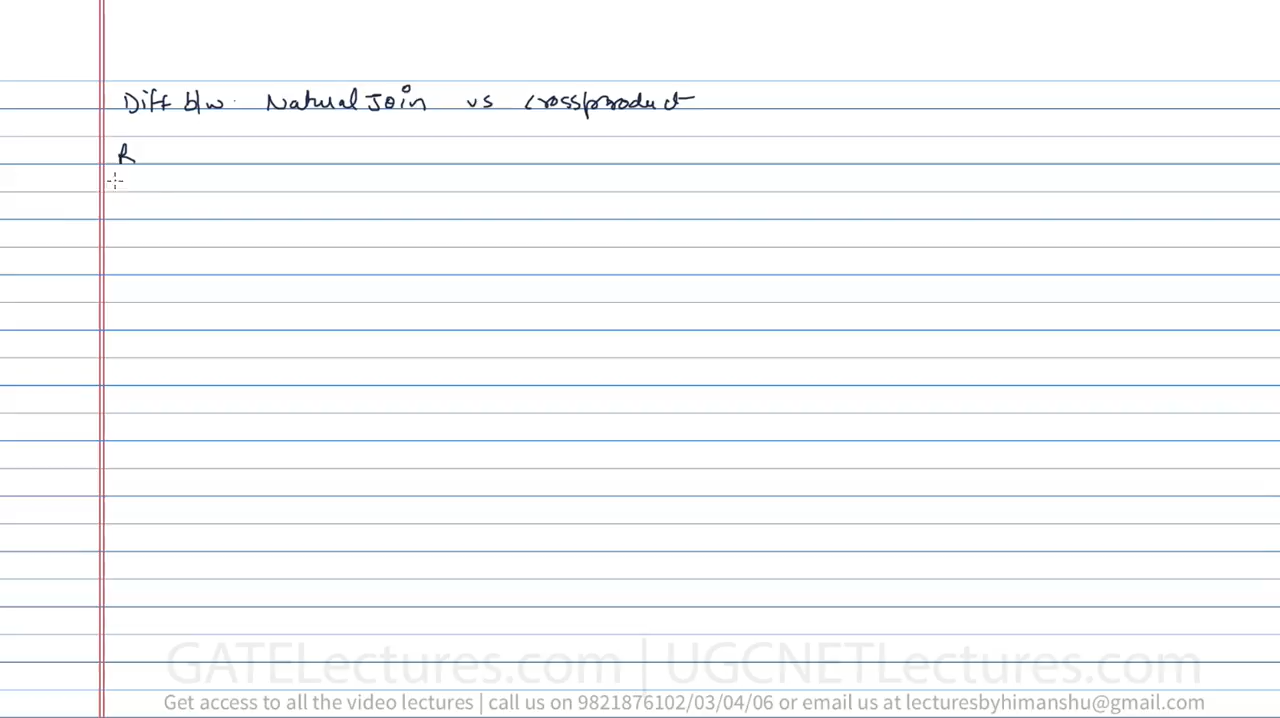 Diff b/w. Natural Join vs crossproduct
R
GATELectures.com | UGCNETLectures.com
Get access to all the video lectures | call us on 9821876102/03/04/06 or email us at lecturesbyhimanshu@gmail.com